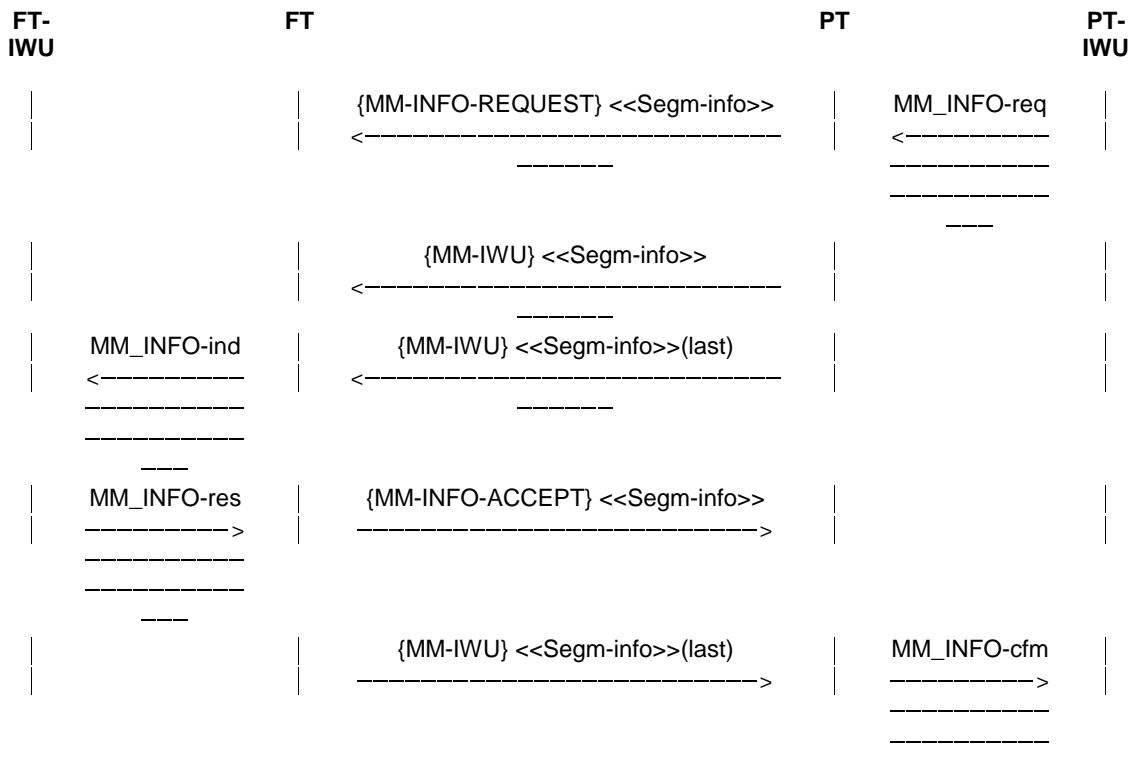 FT-IWU FT PT PT-IWU
{MM-INFO-REQUEST} <<Segm-info>> MM_INFO-req
{MM-IWU} <<Segm-info>>
MM_INFO-ind {MM-IWU} <<Segm-info>>(last)
MM_INFO-res {MM-INFO-ACCEPT} <<Segm-info>>
{MM-IWU} <<Segm-info>>(last) MM_INFO-cfm